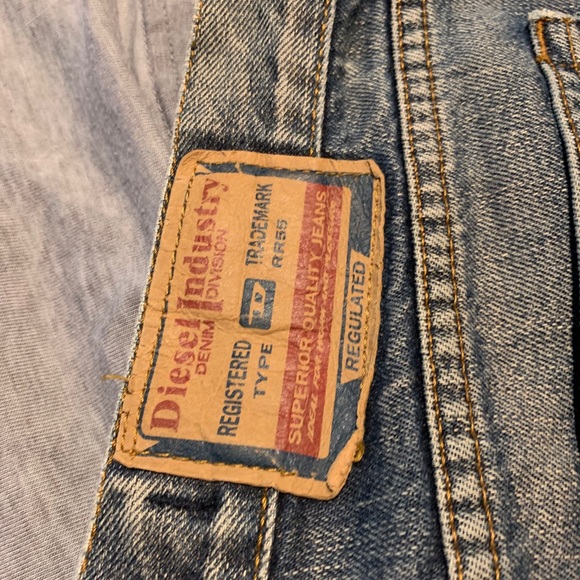 Diesel Industry
DENIM DIVISION
REGISTERED D TRADEMARK
TYPE RR55
SUPERIOR QUALITY JEANS
REGULATED